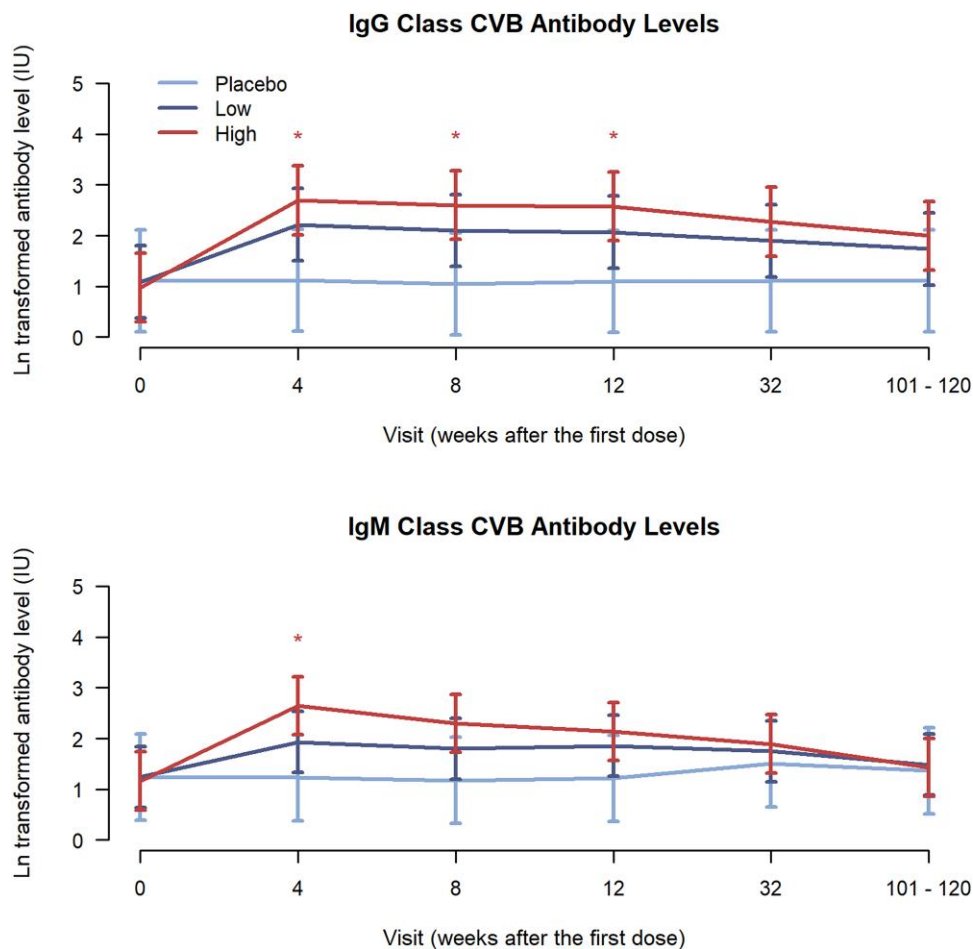 IgG Class CVB Antibody Levels
Ln transformed antibody level (IU)
5
4
3
2
1
0
Placebo
Low
High
* * *
0 4 8 12 32 101 - 120
Visit (weeks after the first dose)
IgM Class CVB Antibody Levels
Ln transformed antibody level (IU)
5
4
3
2
1
0
*
0 4 8 12 32 101 - 120
Visit (weeks after the first dose)